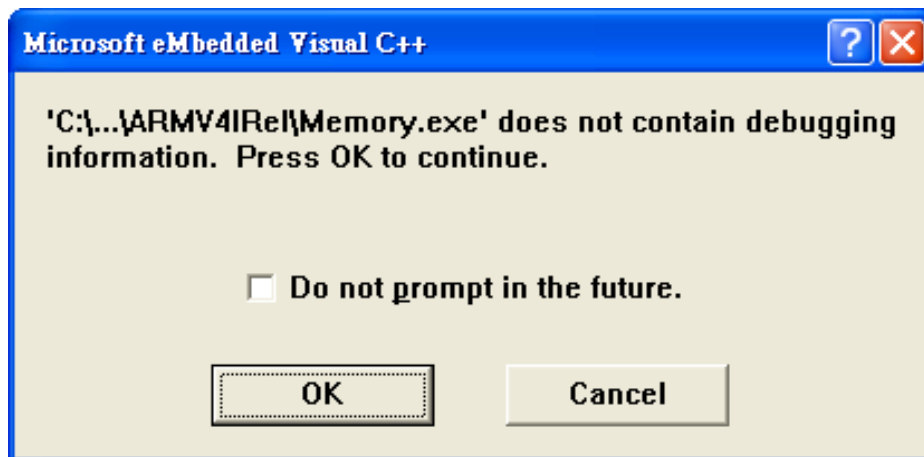 Microsoft eMbedded Visual C++
'C:\...\ARMV4IRel\Memory.exe' does not contain debugging
information.  Press OK to continue.
Do not prompt in the future.
OK
Cancel